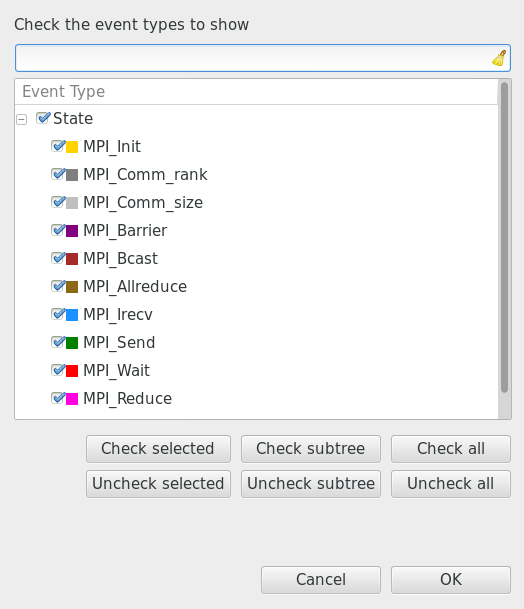 Check the event types to show
Event Type
State
MPI_Init
MPI_Comm_rank
MPI_Comm_size
MPI_Barrier
MPI_Bcast
MPI_Allreduce
MPI_Irecv
MPI_Send
MPI_Wait
MPI_Reduce
Check selected Check subtree Check all
Uncheck selected Uncheck subtree Uncheck all
Cancel OK